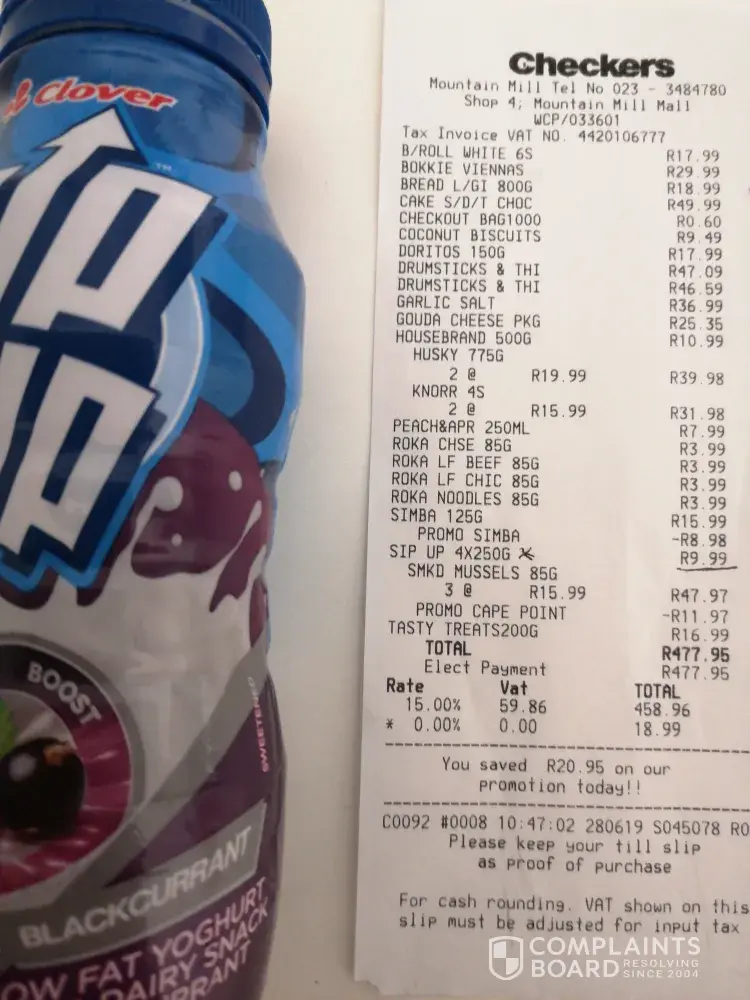 Clover
UP
BOOST
SWEETENED
BLACKCURRANT
OW FAT YOGHURT
DAIRY SNACK
RRANT
Checkers
Mountain Mill Tel No 023 - 3484780
Shop 4; Mountain Mill Mall
WCP/033601
Tax Invoice VAT NO. 4420106777
B/ROLL WHITE 6S R17.99
BOKKIE VIENNAS R29.99
BREAD L/GI 800G R18.99
CAKE S/D/T CHOC R49.99
CHECKOUT BAG1000 R0.60
COCONUT BISCUITS R9.49
DORITOS 150G R17.99
DRUMSTICKS & THI R47.09
DRUMSTICKS & THI R46.59
GARLIC SALT R36.99
GOUDA CHEESE PKG R25.35
HOUSEBRAND 500G R10.99
HUSKY 775G
2 @ R19.99 R39.98
KNORR 4S
2 @ R15.99 R31.98
PEACH&APR 250ML R7.99
ROKA CHSE 85G R3.99
ROKA LF BEEF 85G R3.99
ROKA LF CHIC 85G R3.99
ROKA NOODLES 85G R3.99
SIMBA 125G R15.99
PROMO SIMBA -R8.98
SIP UP 4X250G R9.99
SMKD MUSSELS 85G
3 @ R15.99 R47.97
PROMO CAPE POINT -R11.97
TASTY TREATS200G R16.99
TOTAL R477.95
Elect Payment R477.95
Rate Vat TOTAL
15.00% 59.86 458.96
* 0.00% 0.00 18.99
You saved R20.95 on our
promotion today!!
C0092 #0008 10:47:02 280619 S045078 R0
Please keep your till slip
as proof of purchase
For cash rounding. VAT shown on this
slip must be adjusted for input tax
COMPLAINTS
BOARD RESOLVING SINCE 2004